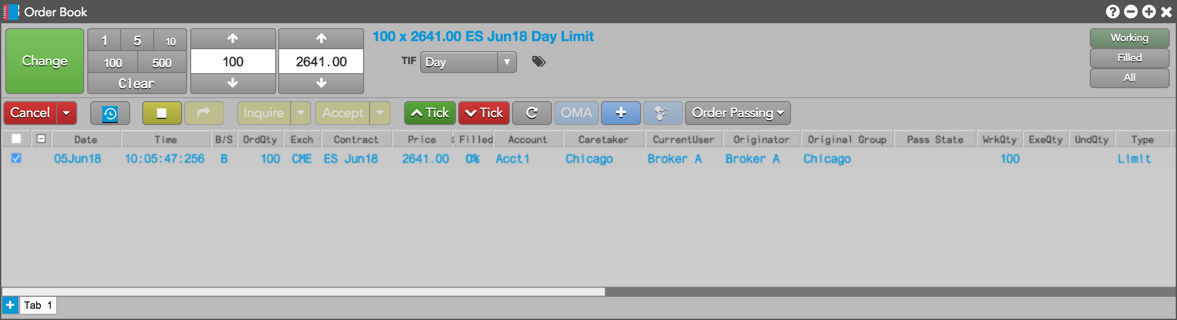 Order Book
100 x 2641.00 ES Jun18 Day Limit
Change 1 5 10 100 2641.00 TIF Day Working
100 500 Filled
Clear All
Cancel Inquire Accept Tick Tick OMA Order Passing
Date Time B/S OrdQty Exch Contract Price % Filled Account Caretaker CurrentUser Originator Original Group Pass State WrkQty ExeQty UndQty Type
05Jun18 10:05:47:256 B 100 CME ES Jun18 2641.00 0% Acct1 Chicago Broker A Broker A Chicago 100 Limit
Tab 1